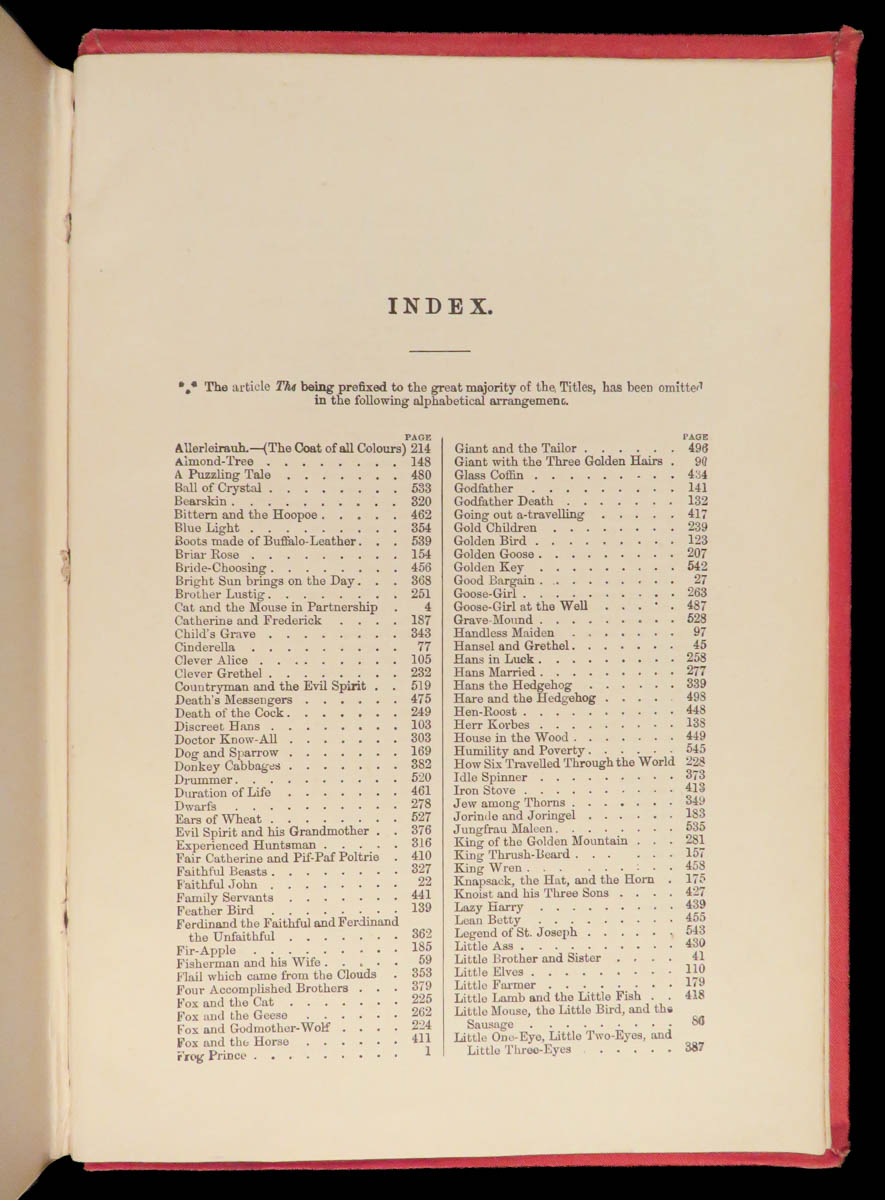 INDEX.
*⁎* The article The being prefixed to the great majority of the Titles, has been omitted
in the following alphabetical arrangement.
PAGE
Allerleirauh.—(The Coat of all Colours) 214
Almond-Tree . . . . . . . . 148
A Puzzling Tale . . . . . . . 480
Ball of Crystal . . . . . . . . 533
Bearskin . . . . . . . . . . 320
Bittern and the Hoopoe . . . . . 462
Blue Light . . . . . . . . . 354
Boots made of Buffalo-Leather . . . 539
Briar Rose . . . . . . . . . 154
Bride-Choosing . . . . . . . . 456
Bright Sun brings on the Day . . . 368
Brother Lustig . . . . . . . . 251
Cat and the Mouse in Partnership . 4
Catherine and Frederick . . . . 187
Child's Grave . . . . . . . . 343
Cinderella . . . . . . . . . 77
Clever Alice . . . . . . . . . 105
Clever Grethel . . . . . . . . 232
Countryman and the Evil Spirit . . 519
Death's Messengers . . . . . . 475
Death of the Cock . . . . . . . 249
Discreet Hans . . . . . . . . 103
Doctor Know-All . . . . . . . 303
Dog and Sparrow . . . . . . . 169
Donkey Cabbages . . . . . . . 382
Drummer . . . . . . . . . . 520
Duration of Life . . . . . . . 461
Dwarfs . . . . . . . . . . 278
Ears of Wheat . . . . . . . . 527
Evil Spirit and his Grandmother . . 376
Experienced Huntsman . . . . . 316
Fair Catherine and Pif-Paf Poltrie . 410
Faithful Beasts . . . . . . . . 327
Faithful John . . . . . . . . 22
Family Servants . . . . . . . 441
Feather Bird . . . . . . . . 139
Ferdinand the Faithful and Ferdinand
the Unfaithful . . . . . . . 362
Fir-Apple . . . . . . . . . 185
Fisherman and his Wife . . . . . 59
Flail which came from the Clouds . 353
Four Accomplished Brothers . . . 379
Fox and the Cat . . . . . . . 225
Fox and the Geese . . . . . . 262
Fox and Godmother-Wolf . . . . 224
Fox and the Horse . . . . . . 411
Frog Prince . . . . . . . . . 1
PAGE
Giant and the Tailor . . . . . . 496
Giant with the Three Golden Hairs . 90
Glass Coffin . . . . . . . . . 434
Godfather . . . . . . . . . 141
Godfather Death . . . . . . 132
Going out a-travelling . . . . . 417
Gold Children . . . . . . . 239
Golden Bird . . . . . . . . . 123
Golden Goose . . . . . . . . . 207
Golden Key . . . . . . . . . 542
Good Bargain . . . . . . . . . 27
Goose-Girl . . . . . . . . . . 263
Goose-Girl at the Well . . . . . 487
Grave-Mound . . . . . . . . . 528
Handless Maiden . . . . . . . 97
Hansel and Grethel . . . . . . . 45
Hans in Luck . . . . . . . . . 258
Hans Married . . . . . . . . . 277
Hans the Hedgehog . . . . . . 339
Hare and the Hedgehog . . . . . 498
Hen-Roost . . . . . . . . . . 448
Herr Korbes . . . . . . . . . 138
House in the Wood . . . . . . . 449
Humility and Poverty . . . . . . 545
How Six Travelled Through the World 228
Idle Spinner . . . . . . . . . 373
Iron Stove . . . . . . . . . . 413
Jew among Thorns . . . . . . . 349
Jorinde and Joringel . . . . . . 183
Jungfrau Maleen . . . . . . . . 535
King of the Golden Mountain . . . 281
King Thrush-Beard . . . . . . 157
King Wren . . . . . . . . . 458
Knapsack, the Hat, and the Horn . 175
Knoist and his Three Sons . . . . 427
Lazy Harry . . . . . . . . . 439
Lean Betty . . . . . . . . . 455
Legend of St. Joseph . . . . . . 543
Little Ass . . . . . . . . . . 430
Little Brother and Sister . . . . 41
Little Elves . . . . . . . . . 110
Little Farmer . . . . . . . . 179
Little Lamb and the Little Fish . . 418
Little Mouse, the Little Bird, and the
Sausage . . . . . . . . . 86
Little One-Eye, Little Two-Eyes, and
Little Three-Eyes . . . . . . 387